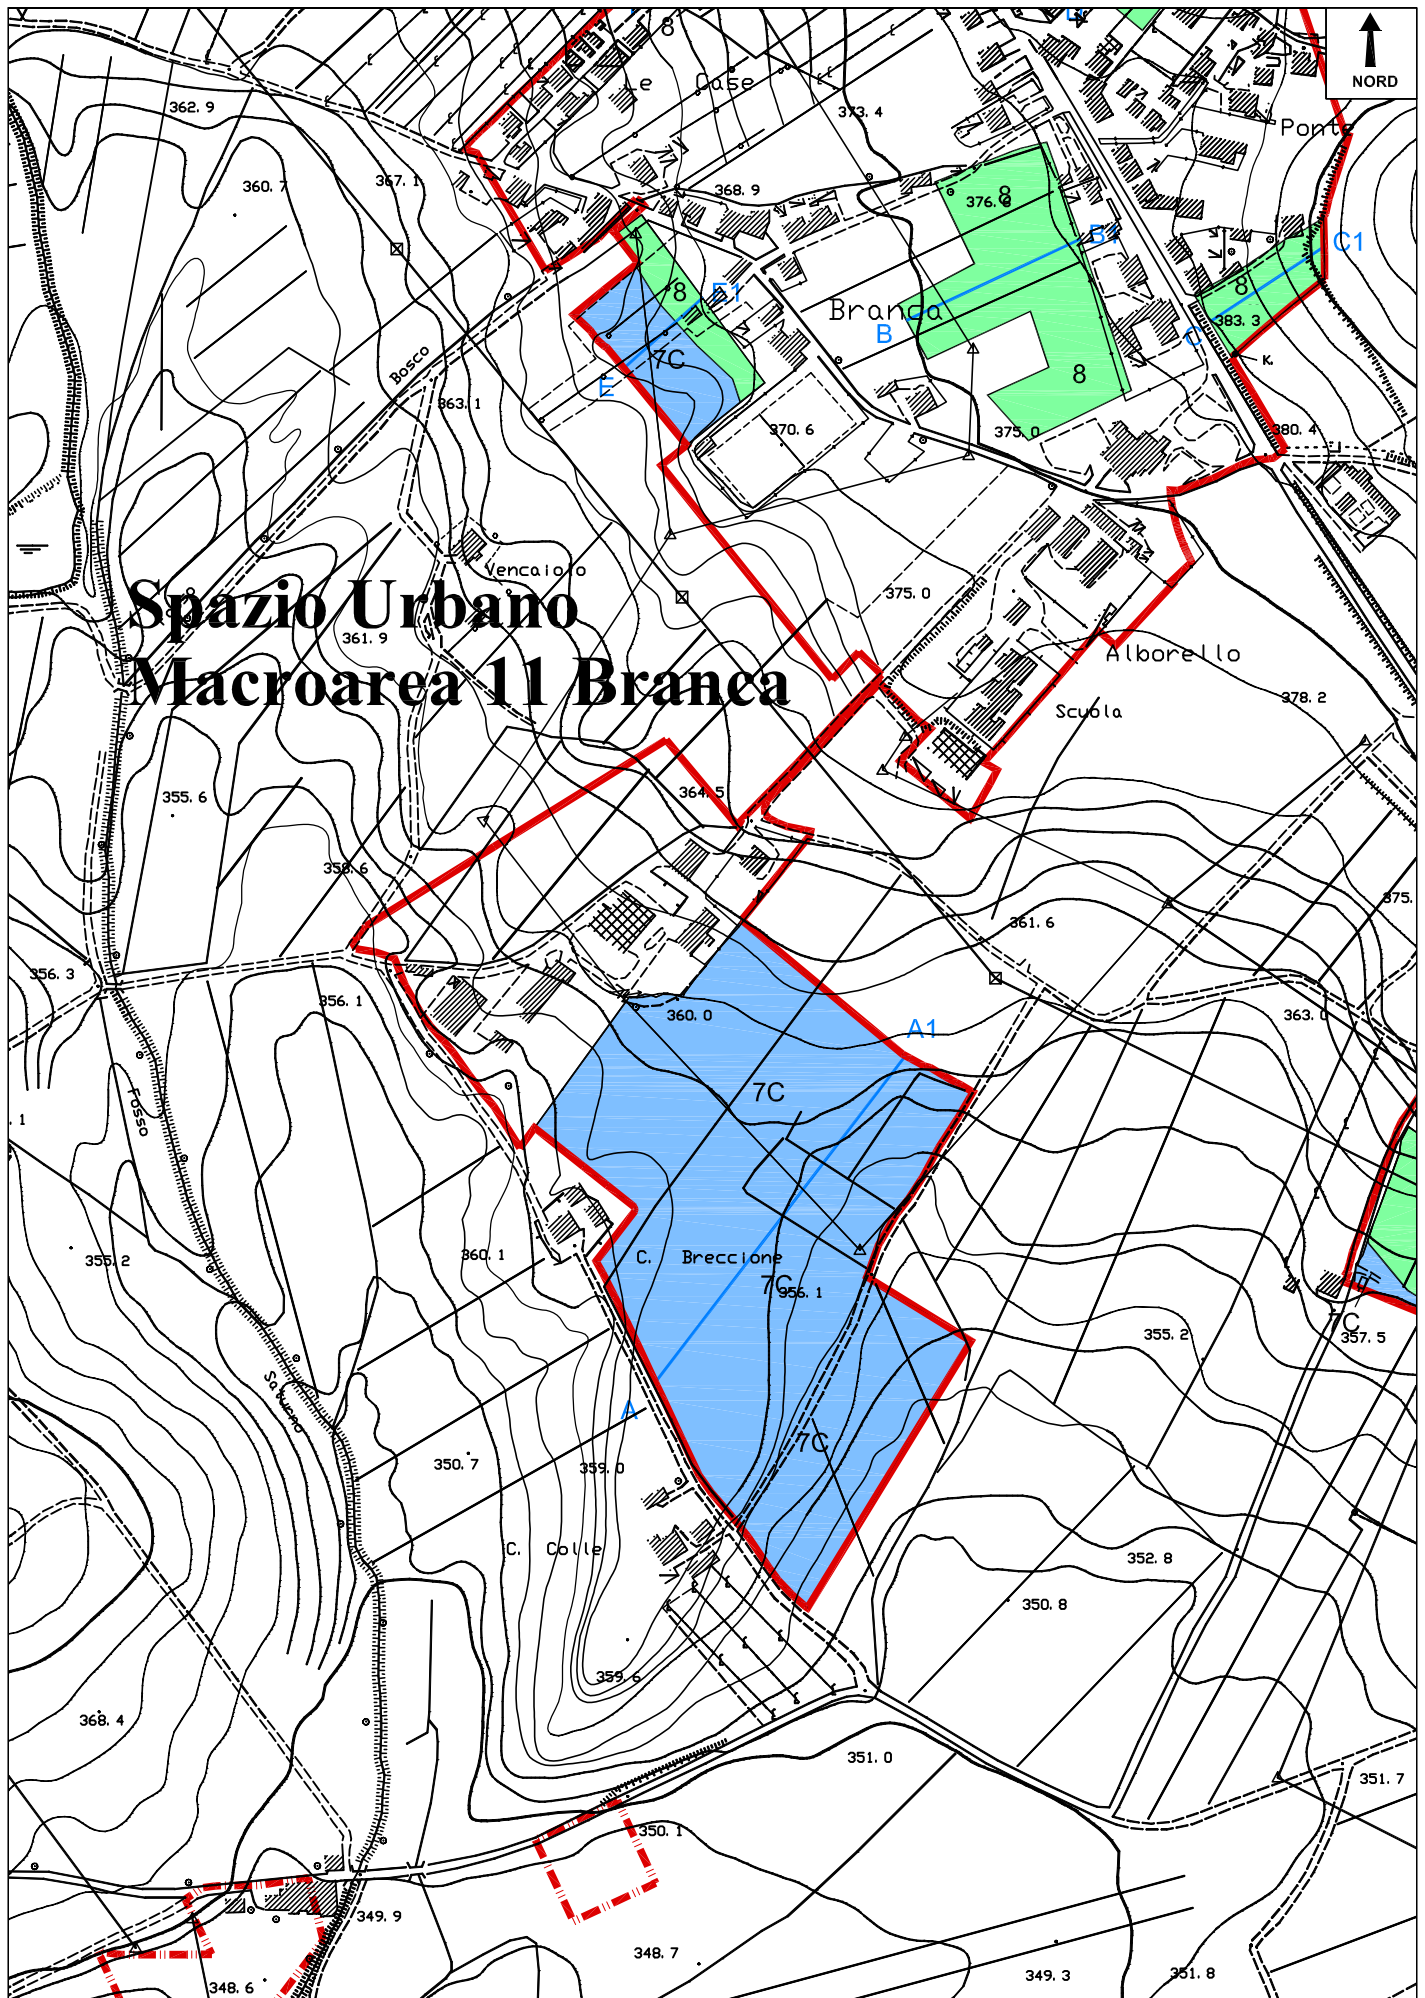 8
NORD
Le Case
373. 4
362. 9
Ponte
360. 7
367. 1
368. 9
8
376. 8
B1
C1
8
E1
8
Branca
383. 3
B
C
K.
7C
Bosco
E
363. 1
370. 6
8
375. 0
380. 4
Vencaiolo
375. 0
Spazio Urbano
361. 9
Alborello
Macroarea 11 Branca
378. 2
Scuola
355. 6
364. 5
358. 6
375.
361. 6
356. 3
356. 1
360. 0
363. 0
A1
7C
Fosso
. 1
360. 1
355. 2
C. Breccione
7C
356. 1
7C
355. 2
357. 5
Saturno
A
7C
350. 7
359. 0
C. Colle
352. 8
350. 8
359. 6
368. 4
351. 0
351. 7
350. 1
349. 9
348. 7
349. 3
351. 8
348. 6